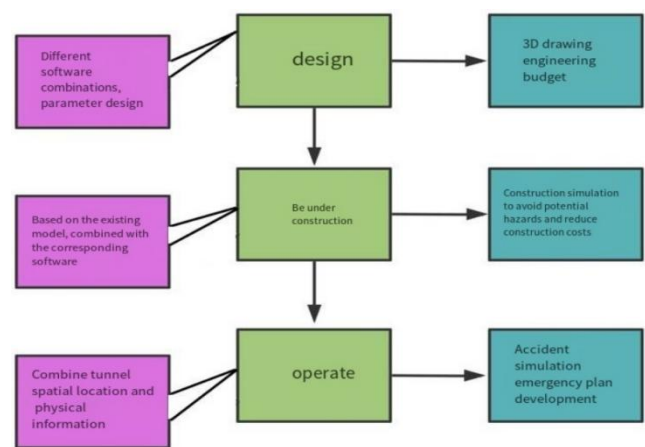 Different
software
combinations,
parameter design
design
3D drawing
engineering
budget
Based on the existing
model, combined with
the corresponding
software
Be under
construction
Construction simulation
to avoid potential
hazards and reduce
construction costs
Combine tunnel
spatial location and
physical
information
operate
Accident
simulation
emergency plan
development